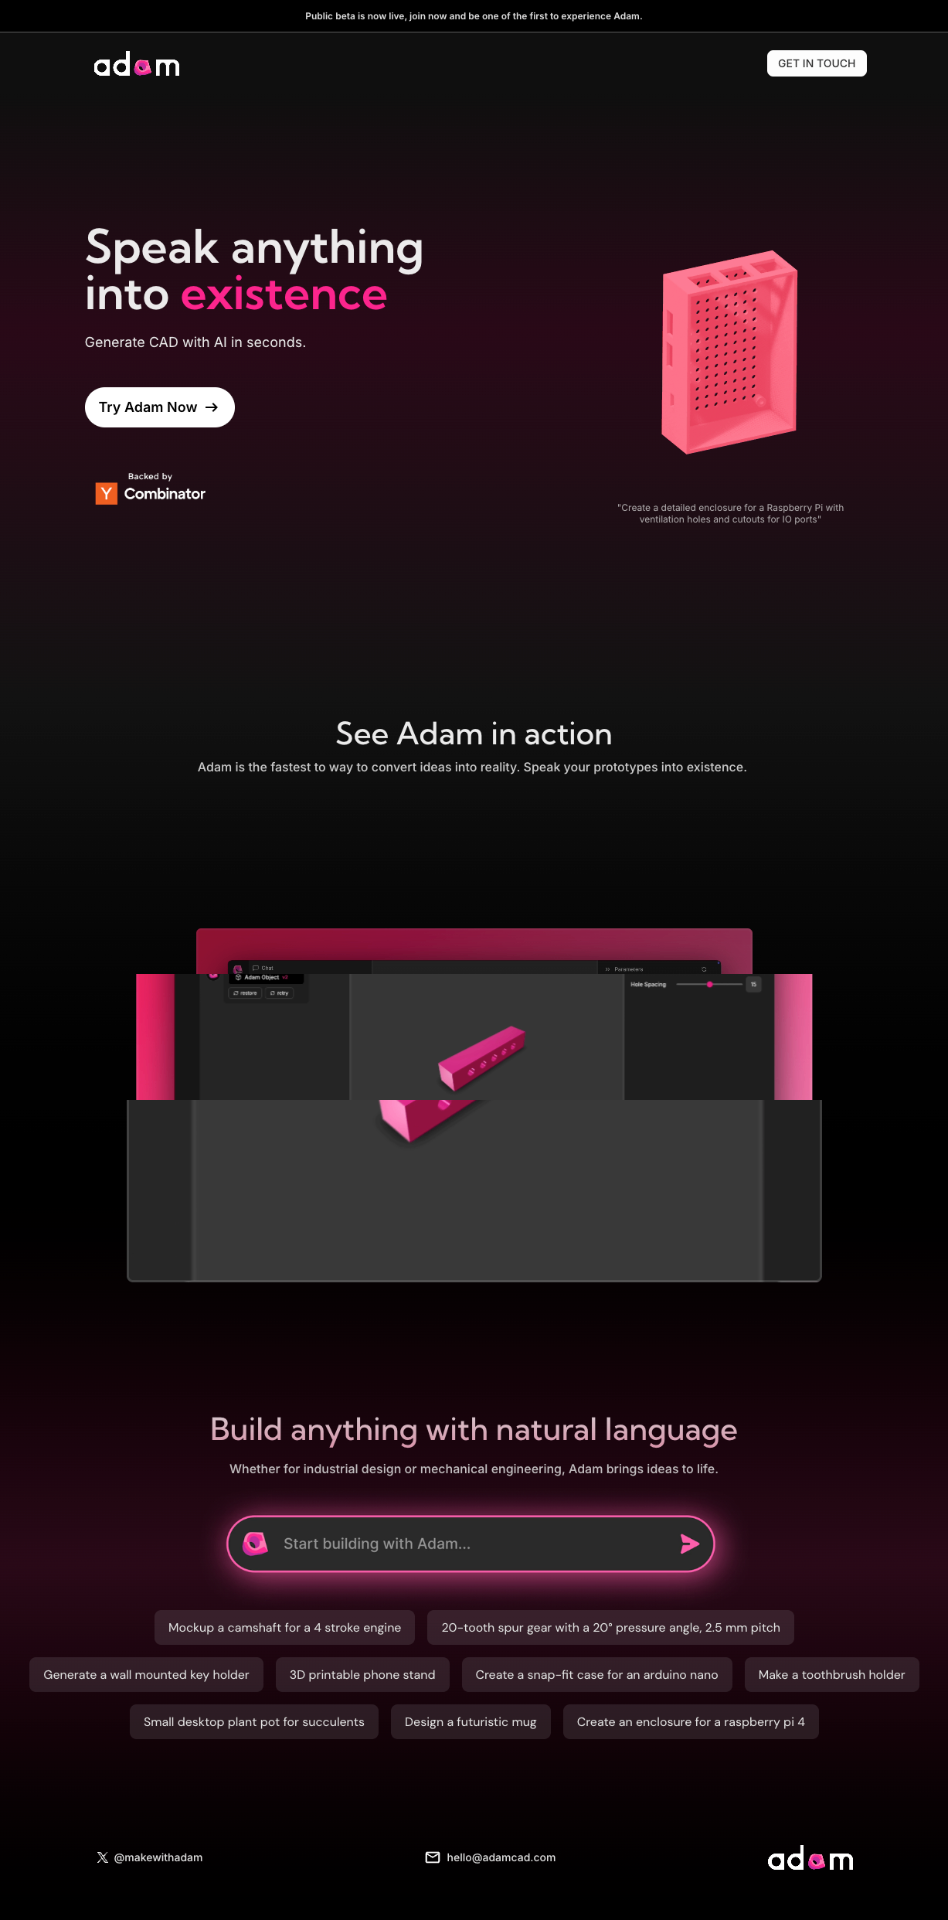 Public beta is now live, join now and be one of the first to experience Adam.
adam
GET IN TOUCH
Speak anything
into existence
Generate CAD with AI in seconds.
Try Adam Now →
Backed by
Y Combinator
"Create a detailed enclosure for a Raspberry Pi with
ventilation holes and cutouts for IO ports"
See Adam in action
Adam is the fastest to way to convert ideas into reality. Speak your prototypes into existence.
Chat
Parameters
Adam Object v2
restore
retry
Hole Spacing
15
Build anything with natural language
Whether for industrial design or mechanical engineering, Adam brings ideas to life.
Start building with Adam...
Mockup a camshaft for a 4 stroke engine
20-tooth spur gear with a 20° pressure angle, 2.5 mm pitch
Generate a wall mounted key holder
3D printable phone stand
Create a snap-fit case for an arduino nano
Make a toothbrush holder
Small desktop plant pot for succulents
Design a futuristic mug
Create an enclosure for a raspberry pi 4
@makewithadam
hello@adamcad.com
adam